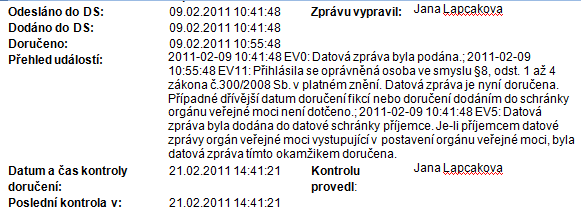 Odesláno do DS: 09.02.2011 10:41:48 Zprávu vypravil: Jana Lapcakova
Dodáno do DS: 09.02.2011 10:41:48
Doručeno: 09.02.2011 10:55:48
Přehled událostí: 2011-02-09 10:41:48 EV0: Datová zpráva byla podána.; 2011-02-09
10:55:48 EV11: Přihlásila se oprávněná osoba ve smyslu §8, odst. 1 až 4
zákona č.300/2008 Sb. v platném znění. Datová zpráva je nyní doručena.
Případné dřívější datum doručení fikcí nebo doručení dodáním do schránky
orgánu veřejné moci není dotčeno.; 2011-02-09 10:41:48 EV5: Datová
zpráva byla dodána do datové schránky příjemce. Je-li příjemcem datové
zprávy orgán veřejné moci vystupující v postavení orgánu veřejné moci, byla
datová zpráva tímto okamžikem doručena.
Datum a čas kontroly 21.02.2011 14:41:21 Kontrolu Jana Lapcakova
doručení: provedl:
Poslední kontrola v: 21.02.2011 14:41:21